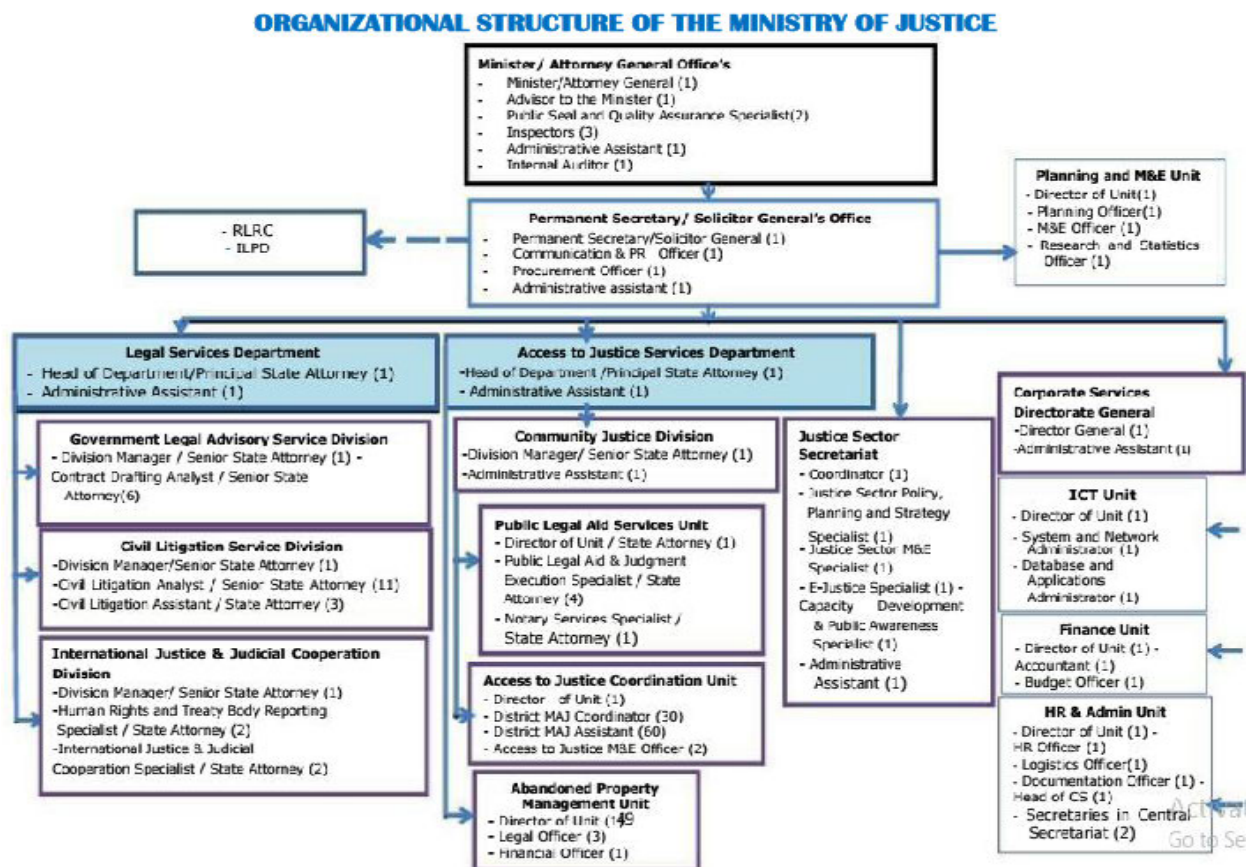 ORGANIZATIONAL STRUCTURE OF THE MINISTRY OF JUSTICE
Minister/ Attorney General Office's
- Minister/Attorney General (1)
- Advisor to the Minister (1)
- Public Seal and Quality Assurance Specialist(2)
- Inspectors (3)
- Administrative Assistant (1)
- Internal Auditor (1)
Planning and M&E Unit
- Director of Unit(1)
- Planning Officer(1)
- M&E Officer (1)
- Research and Statistics
Officer (1)
- RLRC
- ILPD
Permanent Secretary/ Solicitor General's Office
- Permanent Secretary/Solicitor General (1)
- Communication & PR Officer (1)
- Procurement Officer (1)
- Administrative assistant (1)
Legal Services Department
- Head of Department/Principal State Attorney (1)
- Administrative Assistant (1)
Government Legal Advisory Service Division
- Division Manager / Senior State Attorney (1) -
Contract Drafting Analyst / Senior State
Attorney(6)
Civil Litigation Service Division
-Division Manager/Senior State Attorney (1)
-Civil Litigation Analyst / Senior State Attorney (11)
-Civil Litigation Assistant / State Attorney (3)
International Justice & Judicial Cooperation
Division
-Division Manager/ Senior State Attorney (1)
-Human Rights and Treaty Body Reporting
Specialist / State Attorney (2)
-International Justice & Judicial
Cooperation Specialist / State Attorney (2)
Access to Justice Services Department
-Head of Department /Principal State Attorney (1)
- Administrative Assistant (1)
Community Justice Division
-Division Manager/ Senior State Attorney (1)
-Administrative Assistant (1)
Public Legal Aid Services Unit
- Director of Unit / State Attorney (1)
- Public Legal Aid & Judgment
Execution Specialist / State
Attorney (4)
- Notary Services Specialist /
State Attorney (1)
Access to Justice Coordination Unit
- Director of Unit (1)
- District MAJ Coordinator (30)
- District MAJ Assistant (60)
- Access to Justice M&E Officer (2)
Abandoned Property
Management Unit
- Director of Unit (1)
49
- Legal Officer (3)
- Financial Officer (1)
Justice Sector
Secretariat
- Coordinator (1)
- Justice Sector Policy,
Planning and Strategy
Specialist (1)
- Justice Sector M&E
Specialist (1)
- E-Justice Specialist (1) -
Capacity Development
& Public Awareness
Specialist (1)
- Administrative
Assistant (1)
Corporate Services
Directorate General
-Director General (1)
-Administrative Assistant (1)
ICT Unit
- Director of Unit (1)
- System and Network
Administrator (1)
- Database and
Applications
Administrator (1)
Finance Unit
- Director of Unit (1) -
Accountant (1)
- Budget Officer (1)
HR & Admin Unit
- Director of Unit (1) -
HR Officer (1)
- Logistics Officer(1)
- Documentation Officer (1) -
Head of CS (1)
- Secretaries in Central
Secretariat (2)
Go to Se